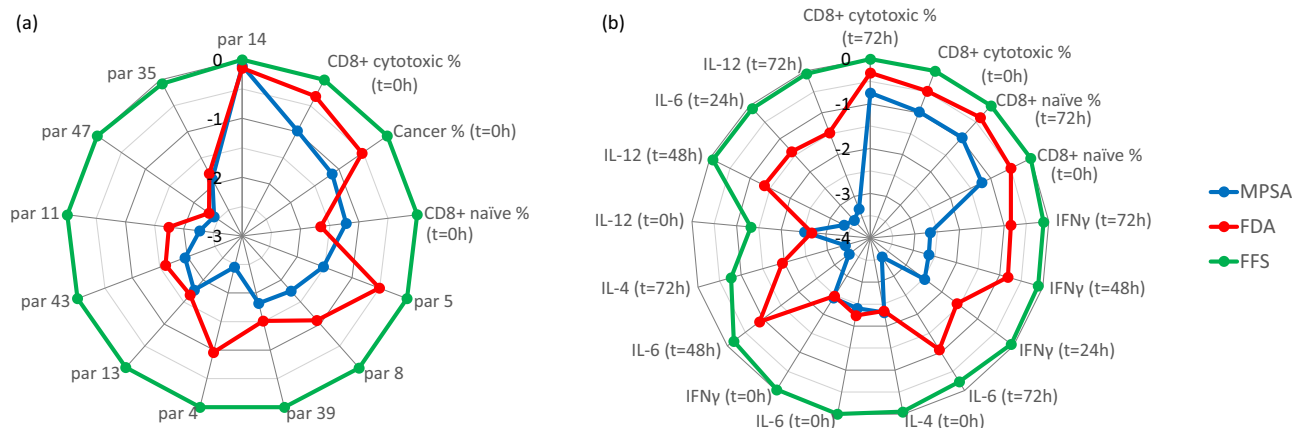 (a)
par 14
CD8+ cytotoxic %
(t=0h)
Cancer % (t=0h)
CD8+ naïve %
(t=0h)
par 5
par 8
par 39
par 4
par 13
par 43
par 11
par 47
par 35
0
-1
-2
-3
(b)
CD8+ cytotoxic %
(t=72h)
CD8+ cytotoxic %
(t=0h)
CD8+ naïve %
(t=72h)
CD8+ naïve %
(t=0h)
IFNγ (t=72h)
IFNγ (t=48h)
IFNγ (t=24h)
IL-6 (t=72h)
IL-4 (t=0h)
IL-6 (t=0h)
IFNγ (t=0h)
IL-6 (t=48h)
IL-4 (t=72h)
IL-12 (t=0h)
IL-12 (t=48h)
IL-6 (t=24h)
IL-12 (t=72h)
0
-1
-2
-3
-4
MPSA
FDA
FFS